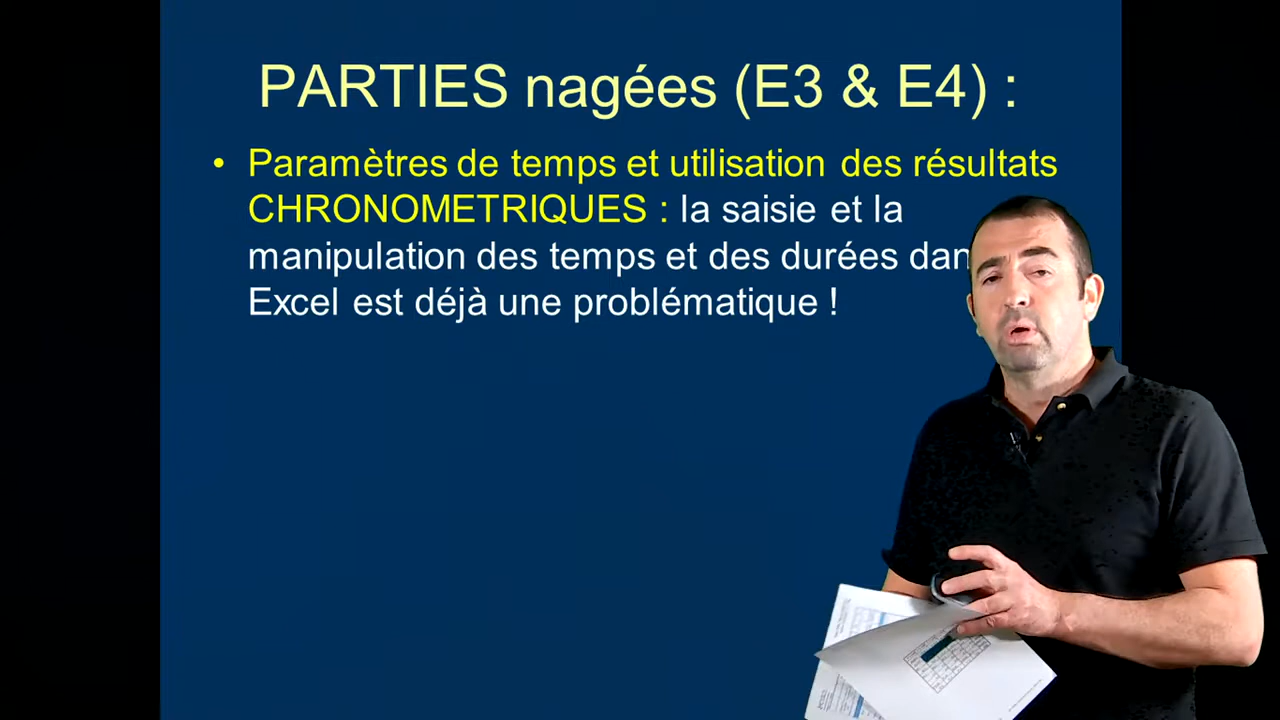 PARTIES nagées (E3 & E4) :
• Paramètres de temps et utilisation des résultats
CHRONOMETRIQUES : la saisie et la
manipulation des temps et des durées dan
Excel est déjà une problématique !